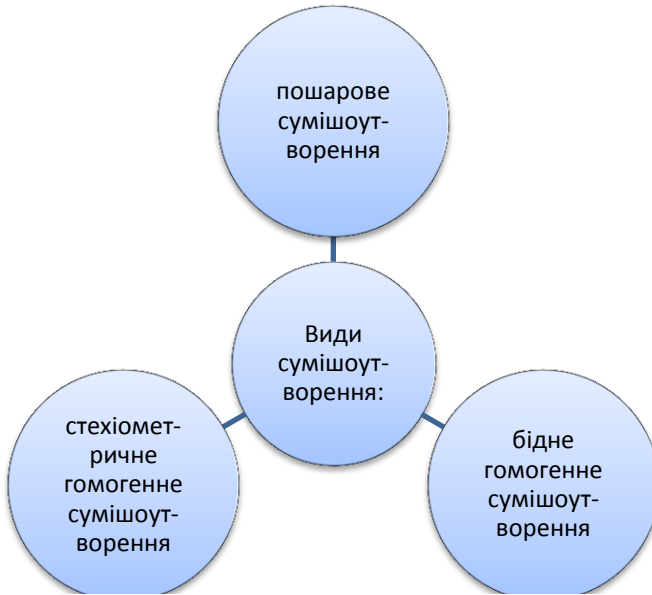 пошарове
сумішоут-
ворення
Види
сумішоут-
ворення:
стехіомет-
ричне
гомогенне
сумішоут-
ворення
бідне
гомогенне
сумішоут-
ворення